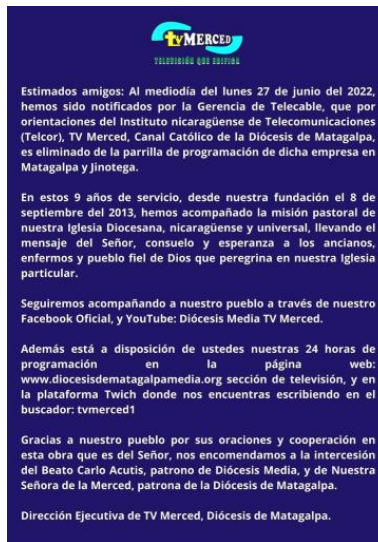 tvMERCED
TELEVISIÓN QUE EDIFICA
Estimados amigos: Al mediodía del lunes 27 de junio del 2022,
hemos sido notificados por la Gerencia de Telecable, que por
orientaciones del Instituto nicaragüense de Telecomunicaciones
(Telcor), TV Merced, Canal Católico de la Diócesis de Matagalpa,
es eliminado de la parrilla de programación de dicha empresa en
Matagalpa y Jinotega.
En estos 9 años de servicio, desde nuestra fundación el 8 de
septiembre del 2013, hemos acompañado la misión pastoral de
nuestra Iglesia Diocesana, nicaragüense y universal, llevando el
mensaje del Señor, consuelo y esperanza a los ancianos,
enfermos y pueblo fiel de Dios que peregrina en nuestra Iglesia
particular.
Seguiremos acompañando a nuestro pueblo a través de nuestro
Facebook Oficial, y YouTube: Diócesis Media TV Merced.
Además está a disposición de ustedes nuestras 24 horas de
programación en la página web:
www.diocesisdematagalpamedia.org sección de televisión, y en
la plataforma Twich donde nos encuentras escribiendo en el
buscador: tvmerced1
Gracias a nuestro pueblo por sus oraciones y cooperación en
esta obra que es del Señor, nos encomendamos a la intercesión
del Beato Carlo Acutis, patrono de Diócesis Media, y de Nuestra
Señora de la Merced, patrona de la Diócesis de Matagalpa.
Dirección Ejecutiva de TV Merced, Diócesis de Matagalpa.